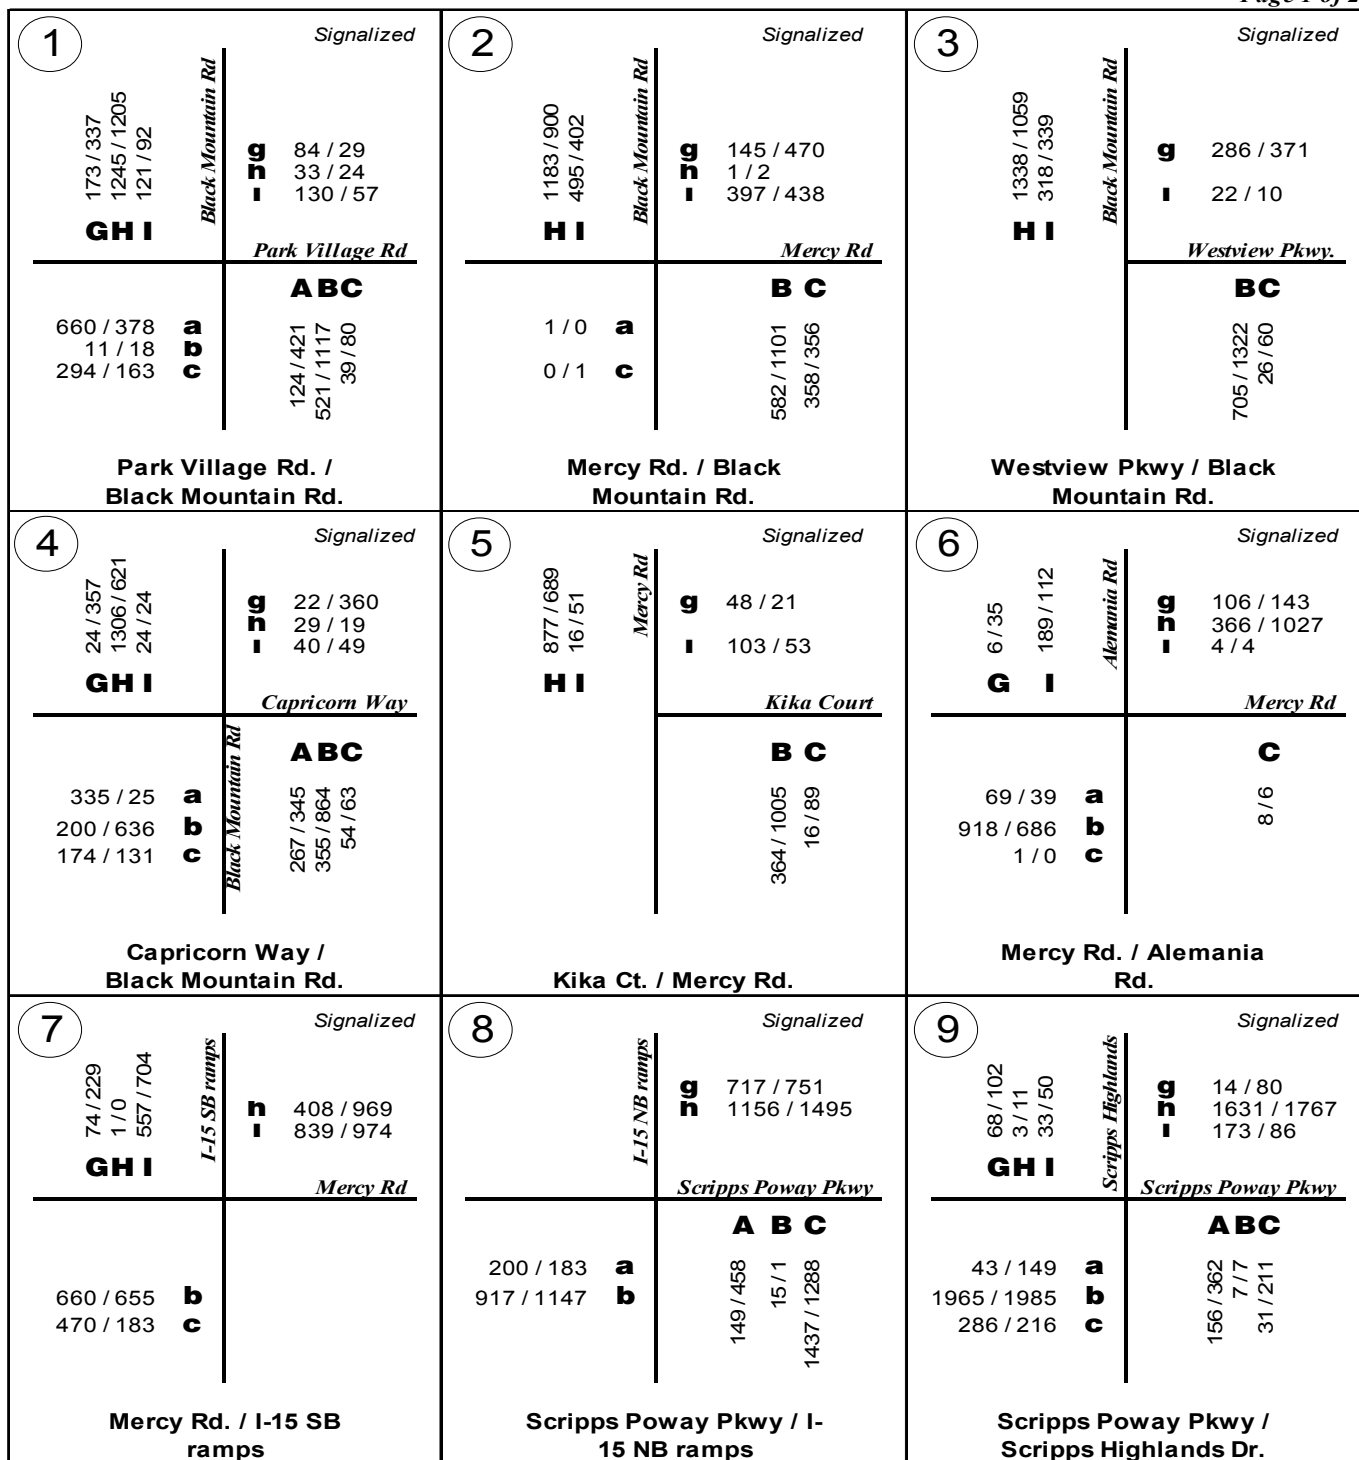 Page 1 of 2
1
Signalized
173 / 337
1245 / 1205
121 / 92
Black Mountain Rd
g 84 / 29
h 33 / 24
I 130 / 57
G H I
Park Village Rd
A B C
660 / 378 a
11 / 18 b
294 / 163 c
124 / 421
521 / 1117
39 / 80
Park Village Rd. /
Black Mountain Rd.
2
Signalized
1183 / 900
495 / 402
Black Mountain Rd
g 145 / 470
h 1 / 2
I 397 / 438
H I
Mercy Rd
B C
1 / 0 a
0 / 1 c
582 / 1101
358 / 356
Mercy Rd. / Black
Mountain Rd.
3
Signalized
1338 / 1059
318 / 339
Black Mountain Rd
g 286 / 371
I 22 / 10
H I
Westview Pkwy.
B C
705 / 1322
26 / 60
Westview Pkwy / Black
Mountain Rd.
4
Signalized
24 / 357
1306 / 621
24 / 24
g 22 / 360
h 29 / 19
I 40 / 49
G H I
Capricorn Way
Black Mountain Rd
A B C
335 / 25 a
200 / 636 b
174 / 131 c
267 / 345
355 / 864
54 / 63
Capricorn Way /
Black Mountain Rd.
5
Signalized
877 / 689
16 / 51
Mercy Rd
g 48 / 21
I 103 / 53
H I
Kika Court
B C
364 / 1005
16 / 89
Kika Ct. / Mercy Rd.
6
Signalized
6 / 35
189 / 112
Alemania Rd
g 106 / 143
h 366 / 1027
I 4 / 4
G I
Mercy Rd
C
69 / 39 a
918 / 686 b
1 / 0 c
8 / 6
Mercy Rd. / Alemania
Rd.
7
Signalized
74 / 229
1 / 0
557 / 704
I-15 SB ramps
h 408 / 969
I 839 / 974
G H I
Mercy Rd
660 / 655 b
470 / 183 c
Mercy Rd. / I-15 SB
ramps
8
Signalized
I-15 NB ramps
g 717 / 751
h 1156 / 1495
Scripps Poway Pkwy
A B C
200 / 183 a
917 / 1147 b
149 / 458
15 / 1
1437 / 1288
Scripps Poway Pkwy / I-
15 NB ramps
9
Signalized
68 / 102
3 / 11
33 / 50
Scripps Highlands
g 14 / 80
h 1631 / 1767
I 173 / 86
G H I
Scripps Poway Pkwy
A B C
43 / 149 a
1965 / 1985 b
286 / 216 c
156 / 362
7 / 7
31 / 211
Scripps Poway Pkwy /
Scripps Highlands Dr.